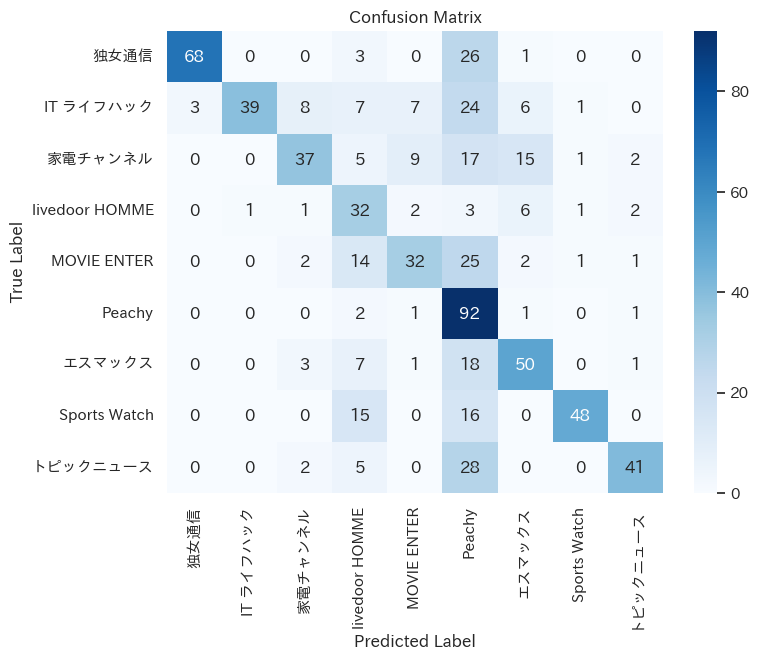 Confusion Matrix
True Label
独女通信 68 0 0 3 0 26 1 0 0
IT ライフハック 3 39 8 7 7 24 6 1 0
家電チャンネル 0 0 37 5 9 17 15 1 2
livedoor HOMME 0 1 1 32 2 3 6 1 2
MOVIE ENTER 0 0 2 14 32 25 2 1 1
Peachy 0 0 0 2 1 92 1 0 1
エスマックス 0 0 3 7 1 18 50 0 1
Sports Watch 0 0 0 15 0 16 0 48 0
トピックニュース 0 0 2 5 0 28 0 0 41
独女通信
IT ライフハック
家電チャンネル
livedoor HOMME
MOVIE ENTER
Peachy
エスマックス
Sports Watch
トピックニュース
Predicted Label
80
60
40
20
0